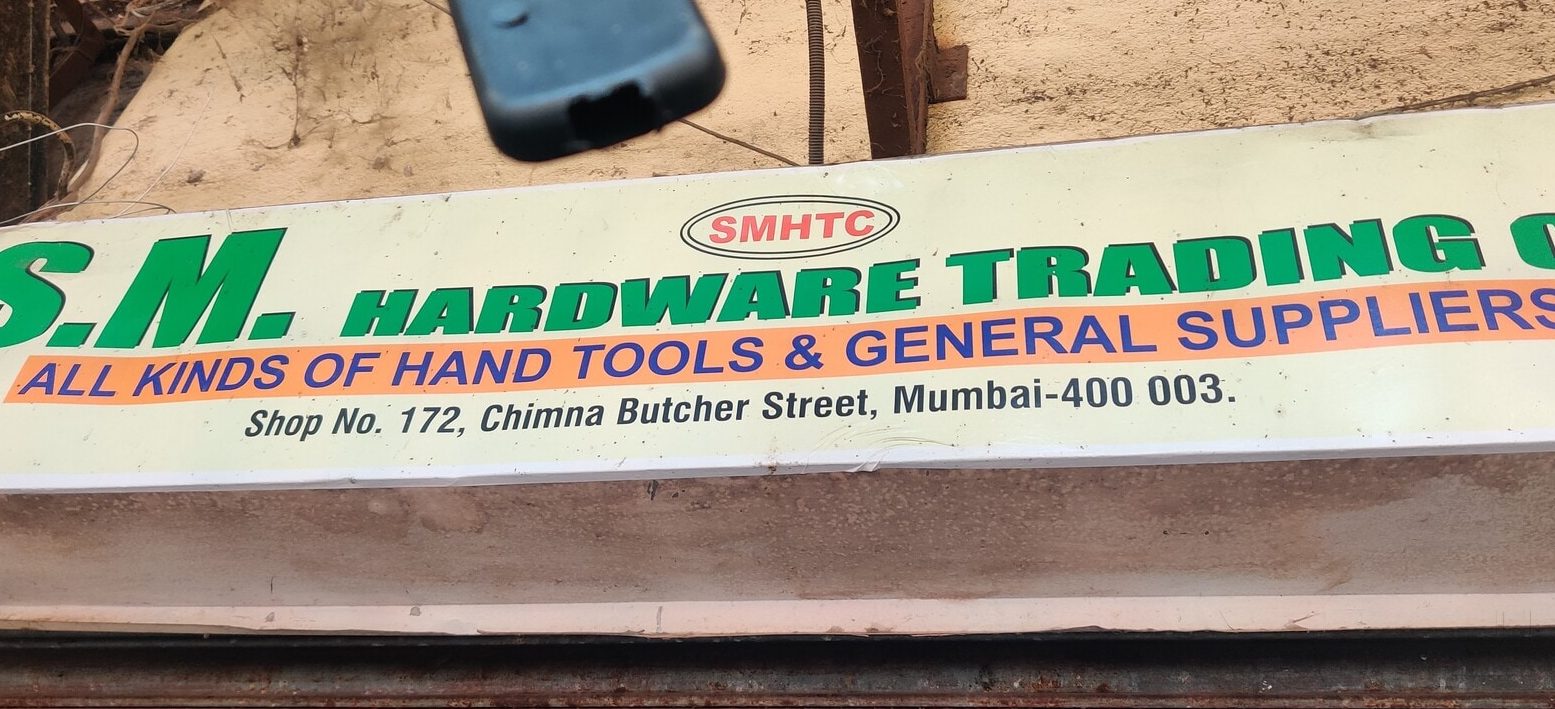 SMHTC
S.M. HARDWARE TRADING
ALL KINDS OF HAND TOOLS & GENERAL SUPPLIERS
Shop No. 172, Chimna Butcher Street, Mumbai-400 003.